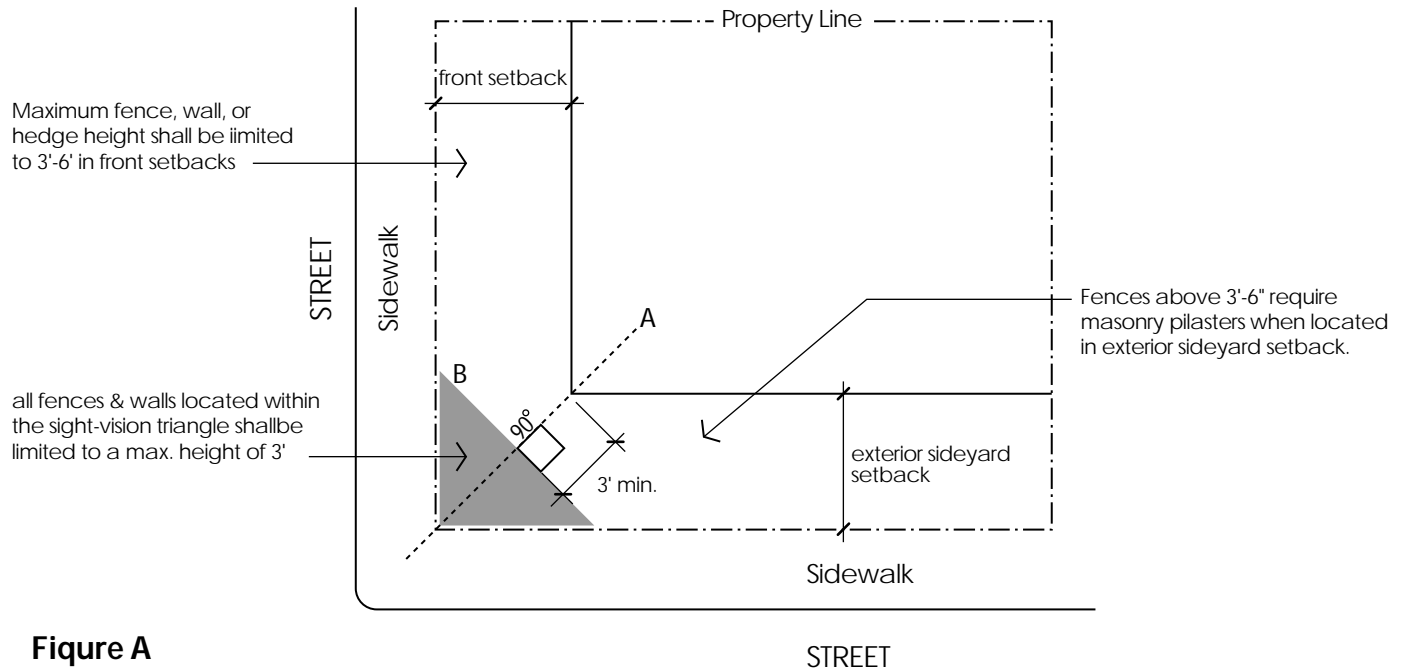 Property Line
front setback
Maximum fence, wall, or
hedge height shall be iimited
to 3'-6' in front setbacks
STREET
Sidewalk
A
Fences above 3'-6" require
masonry pilasters when located
in exterior sideyard setback.
B
all fences & walls located within
the sight-vision triangle shallbe
limited to a max. height of 3'
90°
3' min.
exterior sideyard
setback
Sidewalk
Fiqure A
STREET